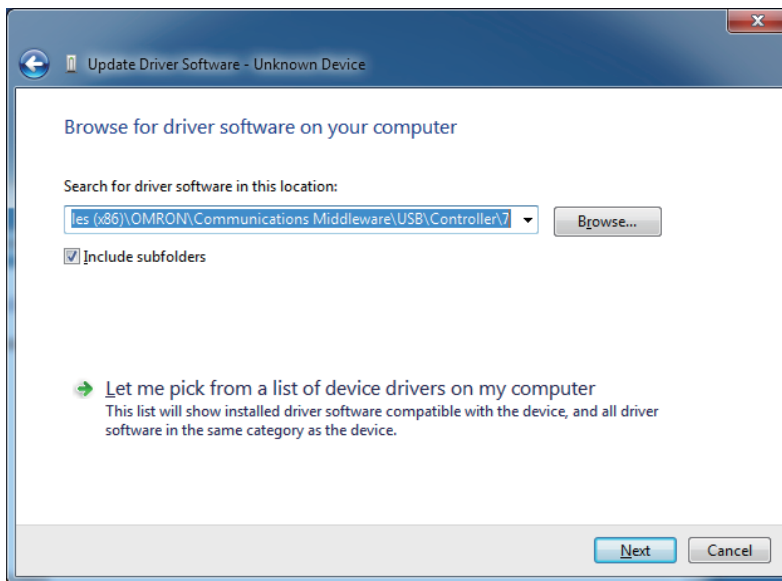 Update Driver Software - Unknown Device
Browse for driver software on your computer
Search for driver software in this location:
les (x86)\OMRON\Communications Middleware\USB\Controller\7
Browse...
Include subfolders
Let me pick from a list of device drivers on my computer
This list will show installed driver software compatible with the device, and all driver
software in the same category as the device.
Next
Cancel